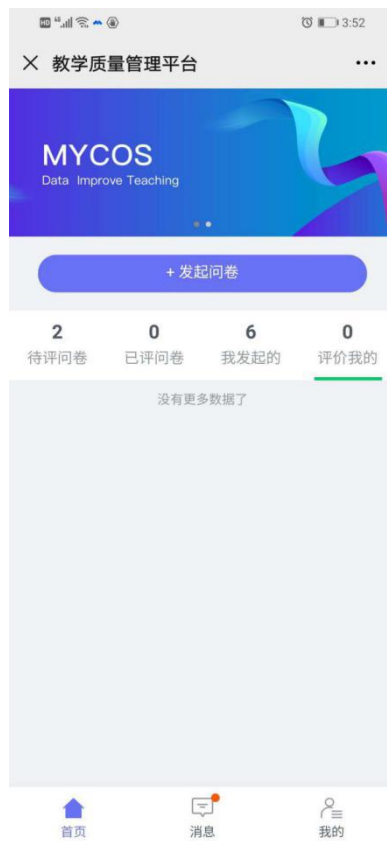 HD 46 3:52
教学质量管理平台
MYCOS
Data Improve Teaching
+ 发起问卷
2 0 6 0
待评问卷 已评问卷 我发起的 评价我的
没有更多数据了
首页 消息 我的